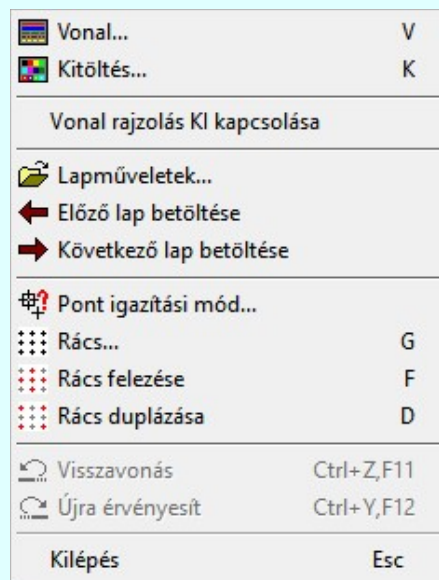 Vonal... V
Kitöltés... K
Vonal rajzolás KI kapcsolása
Lapműveletek...
Előző lap betöltése
Következő lap betöltése
Pont igazítási mód...
Rács... G
Rács felezése F
Rács duplázása D
Visszavonás Ctrl+Z,F11
Újra érvényesít Ctrl+Y,F12
Kilépés Esc